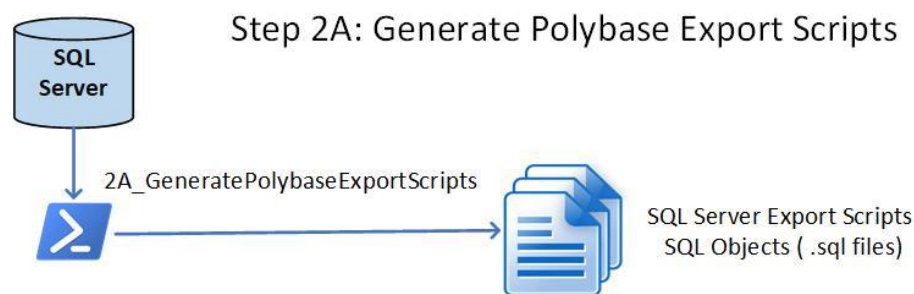 Step 2A: Generate Polybase Export Scripts
SQL
Server
2A_GeneratePolybaseExportScripts
SQL Server Export Scripts
SQL Objects ( .sql files)